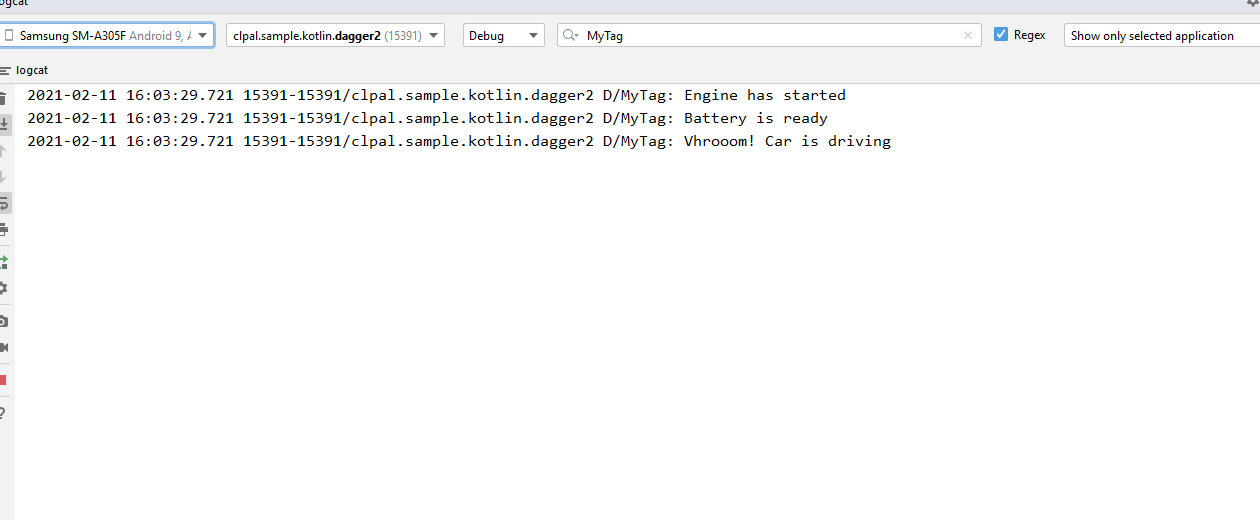 logcat
Samsung SM-A305F Android 9, A clpal.sample.kotlin.dagger2 (15391) Debug MyTag Regex Show only selected application
logcat
2021-02-11 16:03:29.721 15391-15391/clpal.sample.kotlin.dagger2 D/MyTag: Engine has started
2021-02-11 16:03:29.721 15391-15391/clpal.sample.kotlin.dagger2 D/MyTag: Battery is ready
2021-02-11 16:03:29.721 15391-15391/clpal.sample.kotlin.dagger2 D/MyTag: Vhrooom! Car is driving